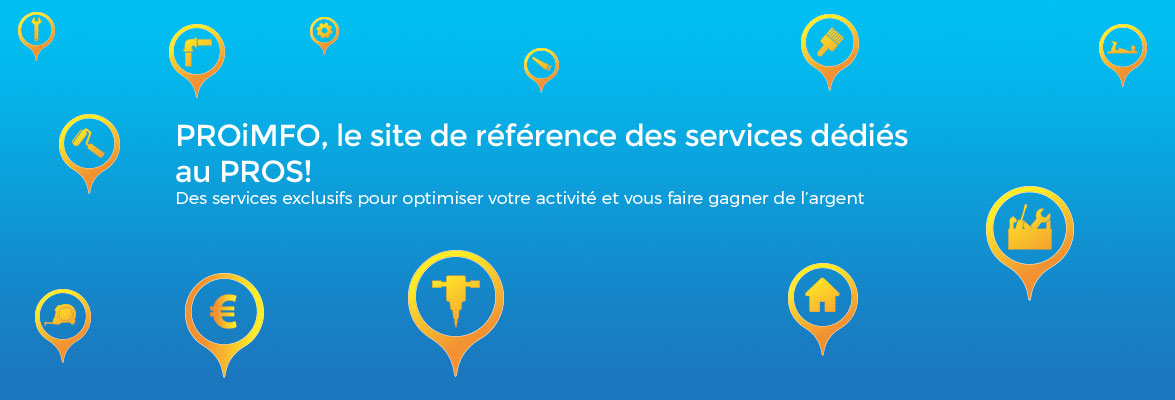 PROiMFO, le site de référence des services dédiés
au PROS!
Des services exclusifs pour optimiser votre activité et vous faire gagner de l'argent
€